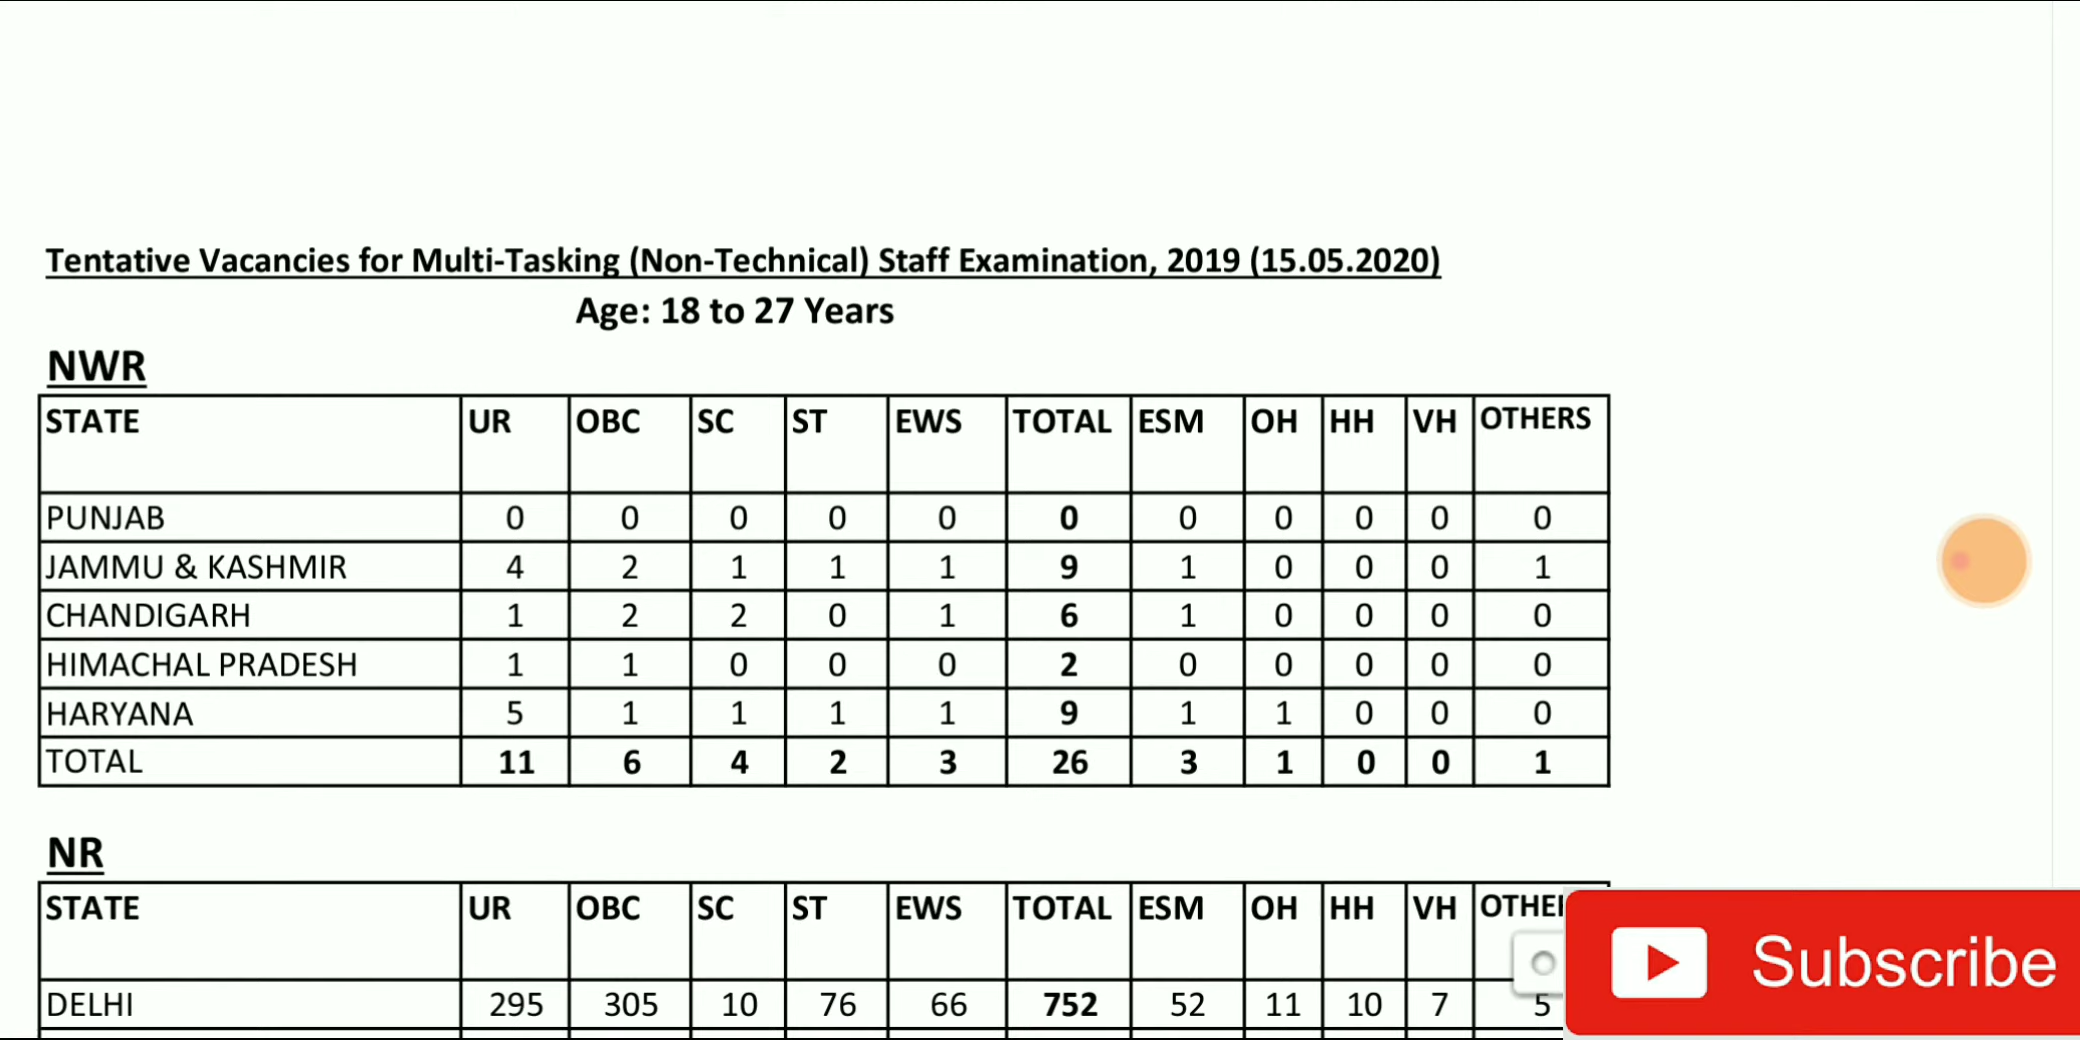 Tentative Vacancies for Multi-Tasking (Non-Technical) Staff Examination, 2019 (15.05.2020)
Age: 18 to 27 Years
NWR
STATE UR OBC SC ST EWS TOTAL ESM OH HH VH OTHERS
PUNJAB 0 0 0 0 0 0 0 0 0 0 0
JAMMU & KASHMIR 4 2 1 1 1 9 1 0 0 0 1
CHANDIGARH 1 2 2 0 1 6 1 0 0 0 0
HIMACHAL PRADESH 1 1 0 0 0 2 0 0 0 0 0
HARYANA 5 1 1 1 1 9 1 1 0 0 0
TOTAL 11 6 4 2 3 26 3 1 0 0 1
NR
STATE UR OBC SC ST EWS TOTAL ESM OH HH VH
DELHI 295 305 10 76 66 752 52 11 10 7 5
Subscribe